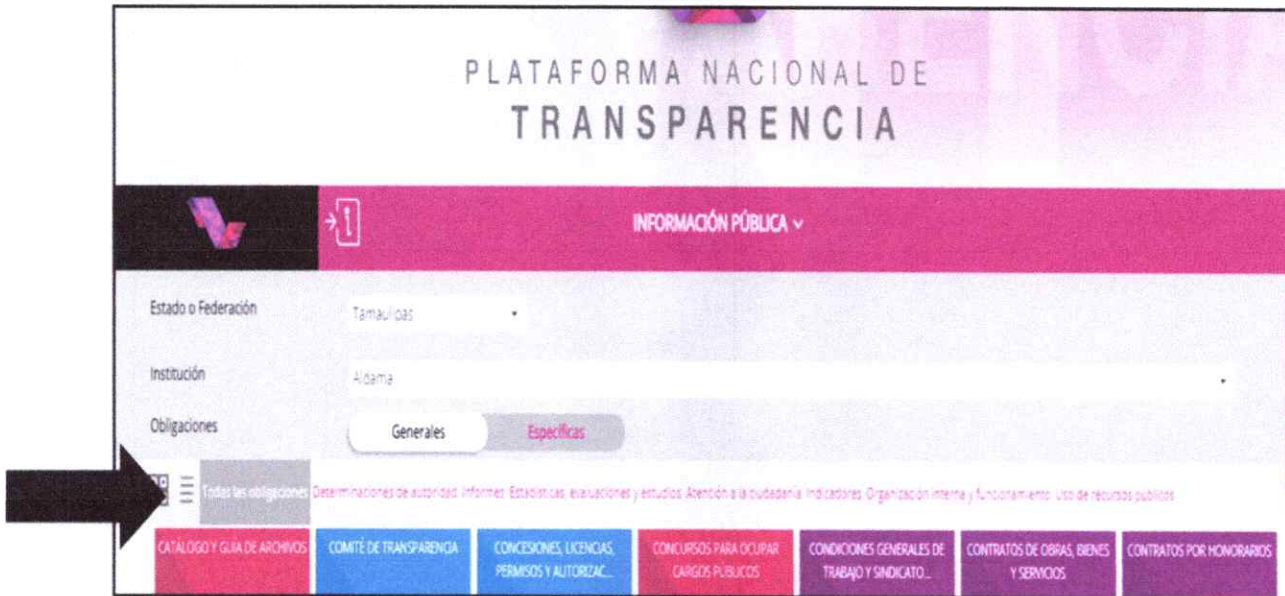 PLATAFORMA NACIONAL DE
TRANSPARENCIA
INFORMACIÓN PÚBLICA
Estado o Federación
Tamaulipas
Institución
Aldama
Obligaciones
Generales
Específicas
Todas las obligaciones Determinaciones de autoridad Informes Estadísticas, evaluaciones y estudios Atención a la ciudadanía Indicadores Organización interna y funcionamiento Uso de recursos públicos
CATÁLOGO Y GUÍA DE ARCHIVOS
COMITÉ DE TRANSPARENCIA
CONCESIONES, LICENCIAS,
PERMISOS Y AUTORIZAC...
CONCURSOS PARA OCUPAR
CARGOS PÚBLICOS
CONDICIONES GENERALES DE
TRABAJO Y SINDICATO...
CONTRATOS DE OBRAS, BIENES
Y SERVICIOS
CONTRATOS POR HONORARIOS